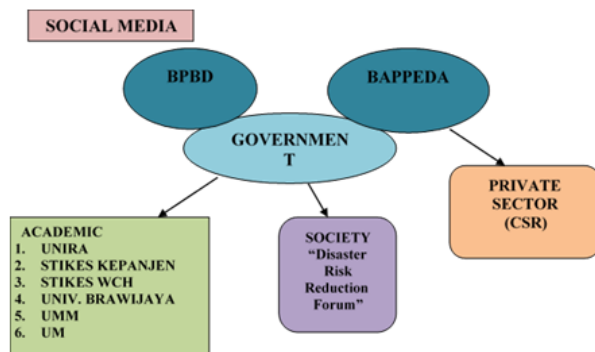 SOCIAL MEDIA
BPBD
BAPPEDA
GOVERNMEN
T
PRIVATE
SECTOR
(CSR)
ACADEMIC
1. UNIRA
2. STIKES KEPANJEN
3. STIKES WCH
4. UNIV. BRAWIJAYA
5. UMM
6. UM
SOCIETY
“Disaster
Risk
Reduction
Forum”